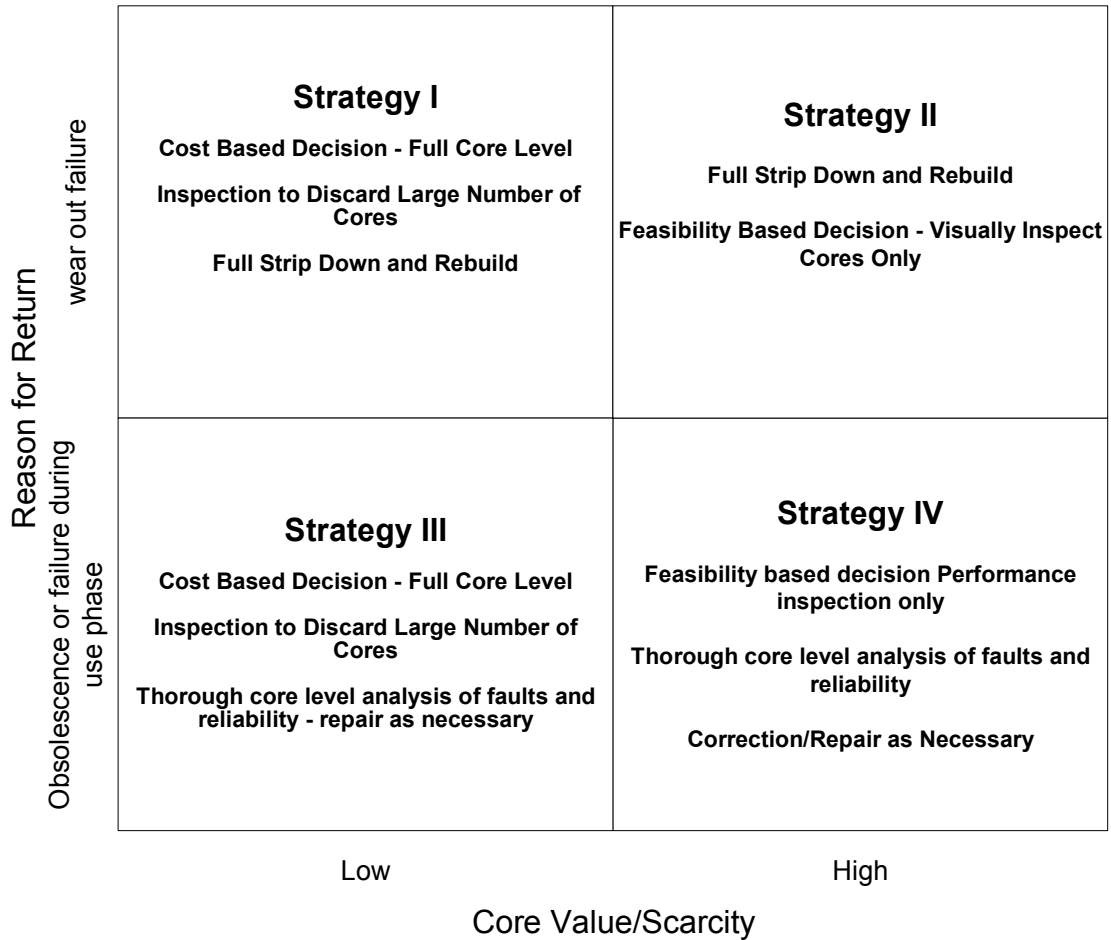 Reason for Return
wear out failure
Obsolescence or failure during
use phase
Strategy I
Cost Based Decision - Full Core Level
Inspection to Discard Large Number of
Cores
Full Strip Down and Rebuild
Strategy II
Full Strip Down and Rebuild
Feasibility Based Decision - Visually Inspect
Cores Only
Strategy III
Cost Based Decision - Full Core Level
Inspection to Discard Large Number of
Cores
Thorough core level analysis of faults and
reliability - repair as necessary
Strategy IV
Feasibility based decision Performance
inspection only
Thorough core level analysis of faults and
reliability
Correction/Repair as Necessary
Low
High
Core Value/Scarcity